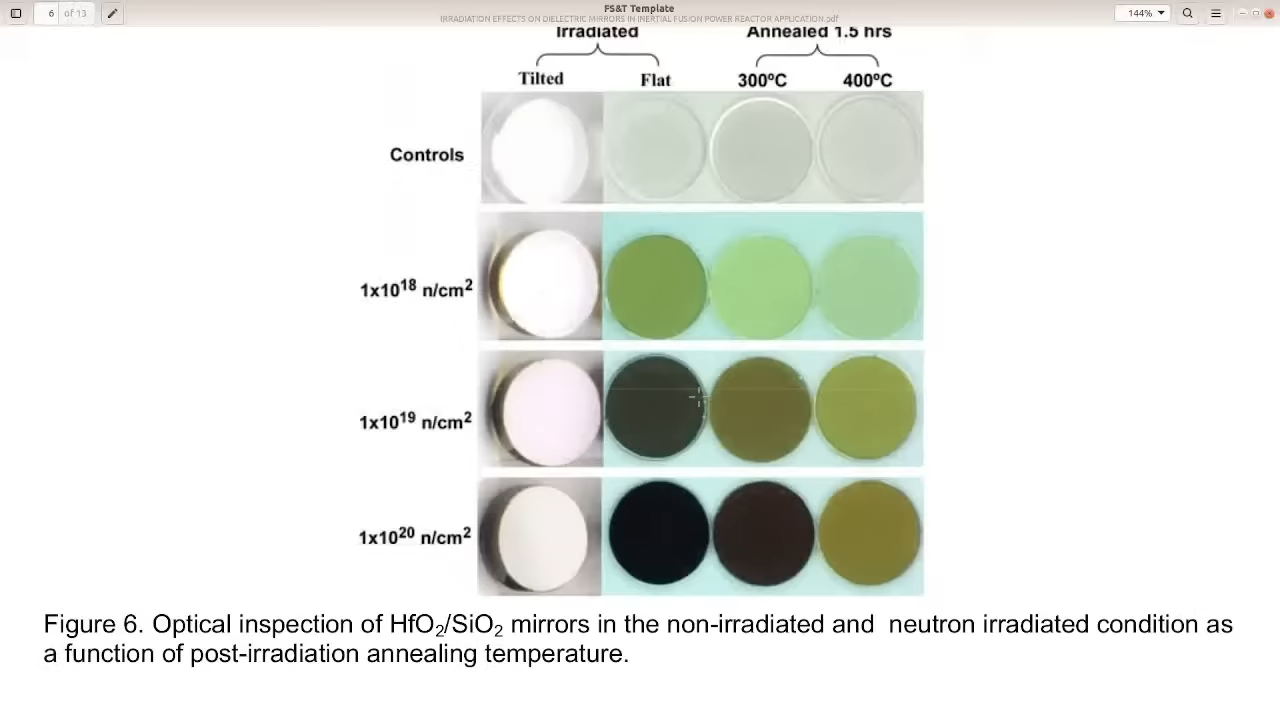 FS&T Template
IRRADIATION EFFECTS ON DIELECTRIC MIRRORS IN INERTIAL FUSION POWER REACTOR APPLICATION.pdf
6 of 13
144%
Irradiated Annealed 1.5 hrs
Tilted Flat 300ºC 400ºC
Controls
1x10¹⁸ n/cm²
1x10¹⁹ n/cm²
1x10²⁰ n/cm²
Figure 6. Optical inspection of HfO₂/SiO₂ mirrors in the non-irradiated and neutron irradiated condition as
a function of post-irradiation annealing temperature.